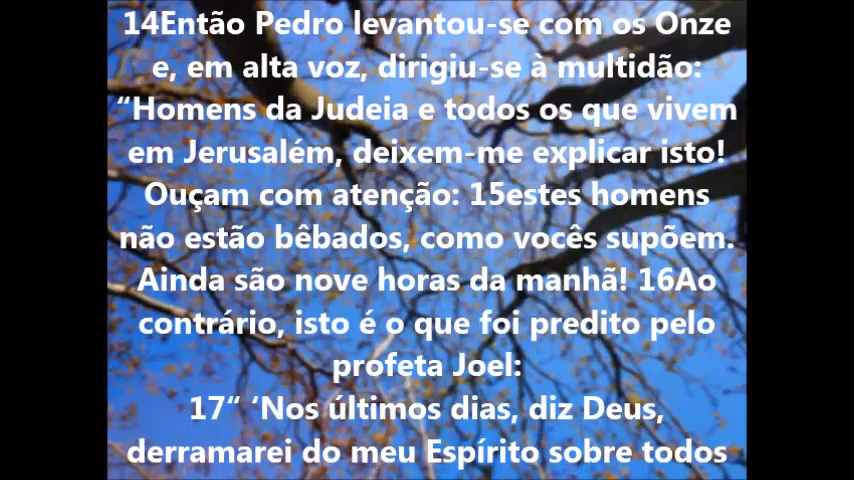 14Então Pedro levantou-se com os Onze
e, em alta voz, dirigiu-se à multidão:
“Homens da Judeia e todos os que vivem
em Jerusalém, deixem-me explicar isto!
Ouçam com atenção: 15estes homens
não estão bêbados, como vocês supõem.
Ainda são nove horas da manhã! 16Ao
contrário, isto é o que foi predito pelo
profeta Joel:
17“ ‘Nos últimos dias, diz Deus,
derramarei do meu Espírito sobre todos